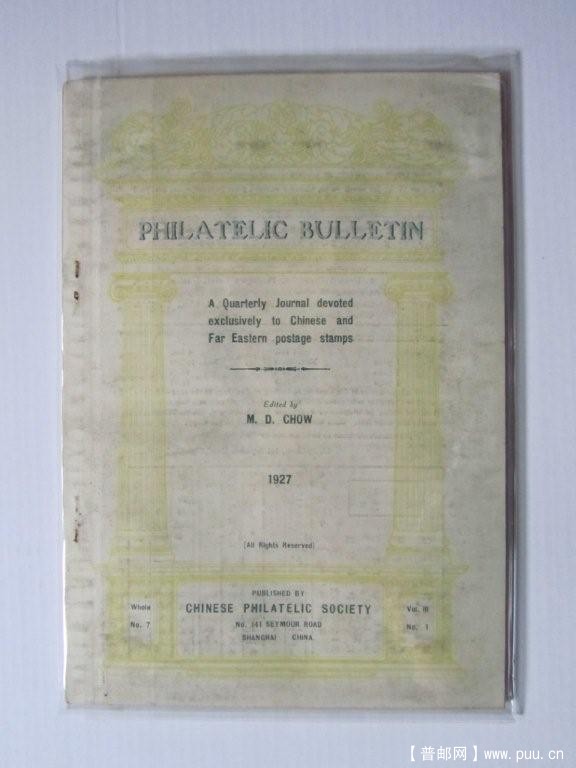 PHILATELIC BULLETIN
A Quarterly Journal devoted
exclusively to Chinese and
Far Eastern postage stamps
Edited by
M. D. CHOW
1927
[All Rights Reserved]
PUBLISHED BY
CHINESE PHILATELIC SOCIETY
No. 141 SEYMOUR ROAD
SHANGHAI CHINA
Whole
No. 7
Vol. III
No. 1
【普邮网】www.puu.cn